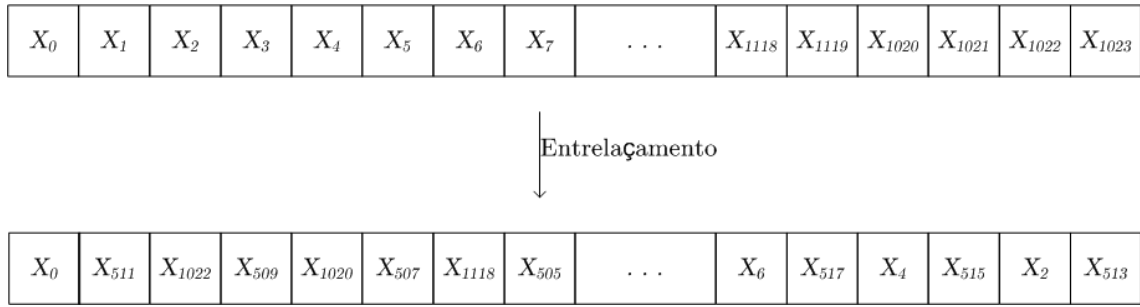 X0 X1 X2 X3 X4 X5 X6 X7 ... X1118 X1119 X1020 X1021 X1022 X1023
Entrelaçamento
X0 X511 X1022 X509 X1020 X507 X1118 X505 ... X6 X517 X4 X515 X2 X513